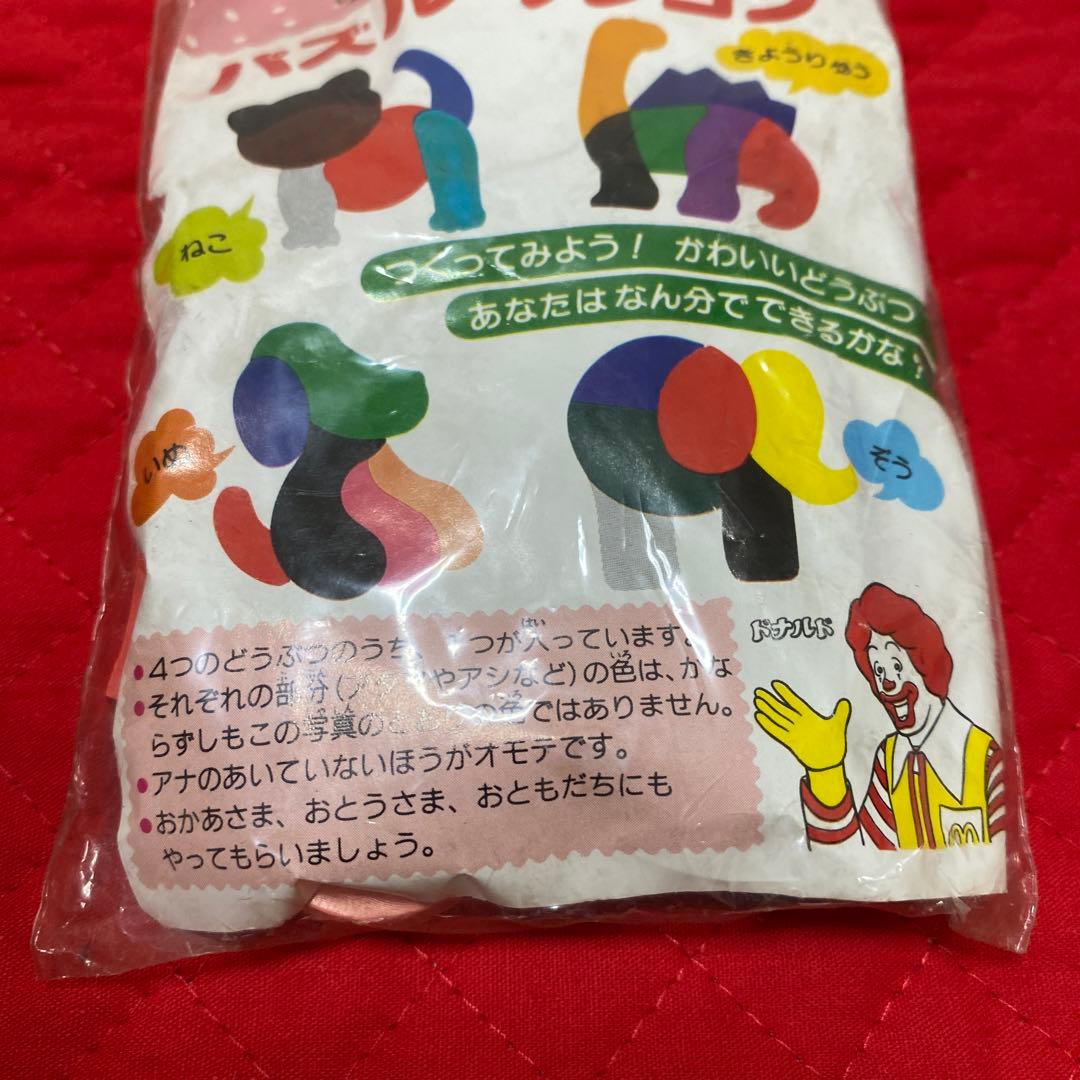 パズル
きょうりゅう
ねこ
つくってみよう! かわいいどうぶつ
あなたはなん分でできるかな?
いぬ
ぞう
ドナルド
●4つのどうぶつのうち、1つが入っています。
●それぞれの部分( やアシなど)の色は、かな
らずしもこの写真の の色ではありません。
●アナのあいていないほうがオモテです。
●おかあさま、おとうさま、おともだちにも
やってもらいましょう。